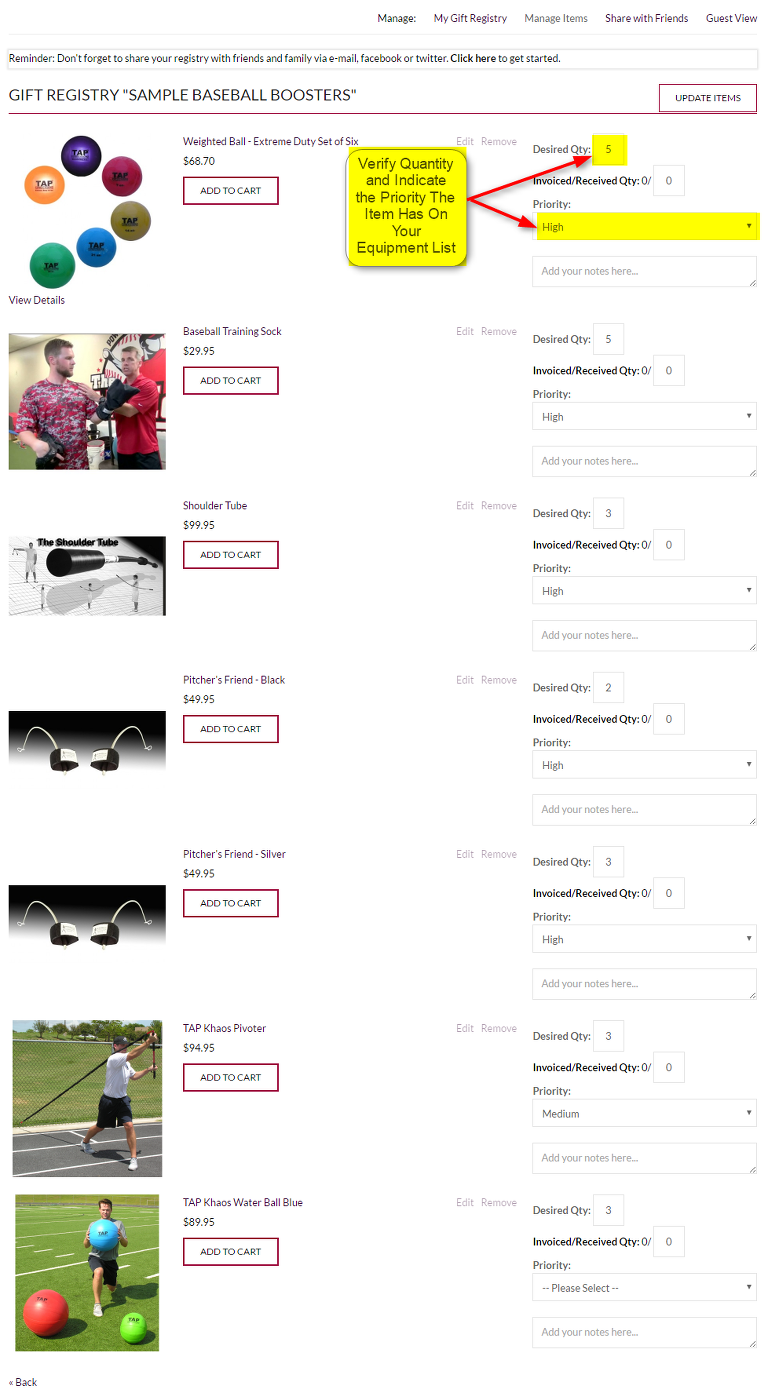 Manage: My Gift Registry Manage Items Share with Friends Guest View
Reminder: Don't forget to share your registry with friends and family via e-mail, facebook or twitter. Click here to get started.
GIFT REGISTRY "SAMPLE BASEBALL BOOSTERS"
UPDATE ITEMS
TAP
TAP
TAP
TAP
TAP
TAP
View Details
Weighted Ball - Extreme Duty Set of Six
$68.70
ADD TO CART
Edit Remove
Verify Quantity
and Indicate
the Priority The
Item Has On
Your
Equipment List
Desired Qty: 5
Invoiced/Received Qty: 0/ 0
Priority:
High
Add your notes here...
Baseball Training Sock
$29.95
ADD TO CART
Edit Remove
Desired Qty: 5
Invoiced/Received Qty: 0/ 0
Priority:
High
Add your notes here...
The Shoulder Tube
Shoulder Tube
$99.95
ADD TO CART
Edit Remove
Desired Qty: 3
Invoiced/Received Qty: 0/ 0
Priority:
High
Add your notes here...
Pitcher's Friend - Black
$49.95
ADD TO CART
Edit Remove
Desired Qty: 2
Invoiced/Received Qty: 0/ 0
Priority:
High
Add your notes here...
Pitcher's Friend - Silver
$49.95
ADD TO CART
Edit Remove
Desired Qty: 3
Invoiced/Received Qty: 0/ 0
Priority:
High
Add your notes here...
TAP Khaos Pivoter
$94.95
ADD TO CART
Edit Remove
Desired Qty: 3
Invoiced/Received Qty: 0/ 0
Priority:
Medium
Add your notes here...
TAP
TAP
TAP
TAP Khaos Water Ball Blue
$89.95
ADD TO CART
Edit Remove
Desired Qty: 3
Invoiced/Received Qty: 0/ 0
Priority:
-- Please Select --
Add your notes here...
« Back